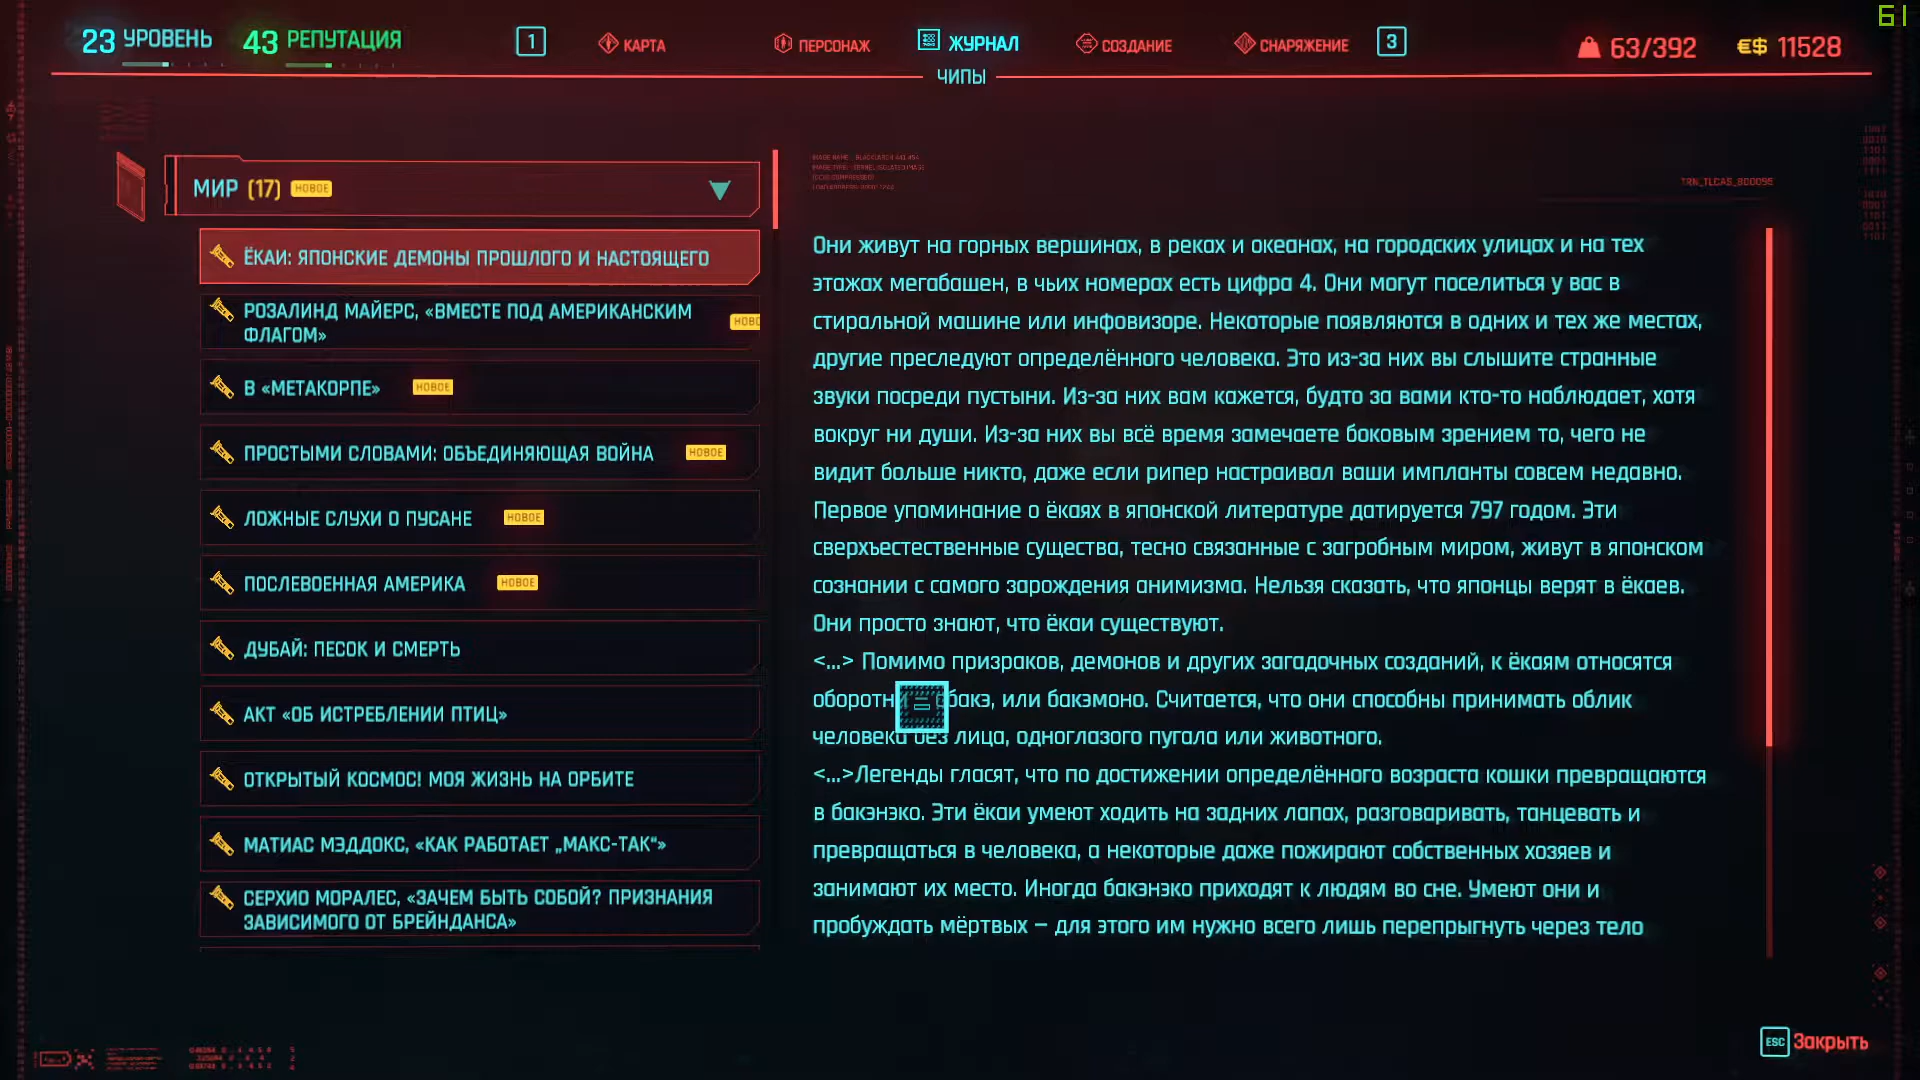 61
23 УРОВЕНЬ
43 РЕПУТАЦИЯ
1
КАРТА
ПЕРСОНАЖ
ЖУРНАЛ
СОЗДАНИЕ
СНАРЯЖЕНИЕ
3
63/392
€$ 11528
ЧИПЫ
МИР (17) НОВОЕ
ЁКАИ: ЯПОНСКИЕ ДЕМОНЫ ПРОШЛОГО И НАСТОЯЩЕГО
РОЗАЛИНД МАЙЕРС, «ВМЕСТЕ ПОД АМЕРИКАНСКИМ
ФЛАГОМ»
В «МЕТАКОРПЕ» НОВОЕ
ПРОСТЫМИ СЛОВАМИ: ОБЪЕДИНЯЮЩАЯ ВОЙНА НОВОЕ
ЛОЖНЫЕ СЛУХИ О ПУСАНЕ НОВОЕ
ПОСЛЕВОЕННАЯ АМЕРИКА НОВОЕ
ДУБАЙ: ПЕСОК И СМЕРТЬ
АКТ «ОБ ИСТРЕБЛЕНИИ ПТИЦ»
ОТКРЫТЫЙ КОСМОС! МОЯ ЖИЗНЬ НА ОРБИТЕ
МАТИАС МЭДДОКС, «КАК РАБОТАЕТ „МАКС-ТАК“»
СЕРХИО МОРАЛЕС, «ЗАЧЕМ БЫТЬ СОБОЙ? ПРИЗНАНИЯ
ЗАВИСИМОГО ОТ БРЕЙНДАНСА»
TRN_TLCAS_800095
Они живут на горных вершинах, в реках и океанах, на городских улицах и на тех
этажах мегабашен, в чьих номерах есть цифра 4. Они могут поселиться у вас в
стиральной машине или инфовизоре. Некоторые появляются в одних и тех же местах,
другие преследуют определённого человека. Это из-за них вы слышите странные
звуки посреди пустыни. Из-за них вам кажется, будто за вами кто-то наблюдает, хотя
вокруг ни души. Из-за них вы всё время замечаете боковым зрением то, чего не
видит больше никто, даже если рипер настраивал ваши импланты совсем недавно.
Первое упоминание о ёкаях в японской литературе датируется 797 годом. Эти
сверхъестественные существа, тесно связанные с загробным миром, живут в японском
сознании с самого зарождения анимизма. Нельзя сказать, что японцы верят в ёкаев.
Они просто знают, что ёкаи существуют.
<...> Помимо призраков, демонов и других загадочных созданий, к ёкаям относятся
или бакэмоно. Считается, что они способны принимать облик
человека без лица, одноглазого пугала или животного.
<...>Легенды гласят, что по достижении определённого возраста кошки превращаются
в бакэнэко. Эти ёкаи умеют ходить на задних лапах, разговаривать, танцевать и
превращаться в человека, а некоторые даже пожирают собственных хозяев и
занимают их место. Иногда бакэнэко приходят к людям во сне. Умеют они и
пробуждать мёртвых — для этого им нужно всего лишь перепрыгнуть через тело
ESC Закрыть